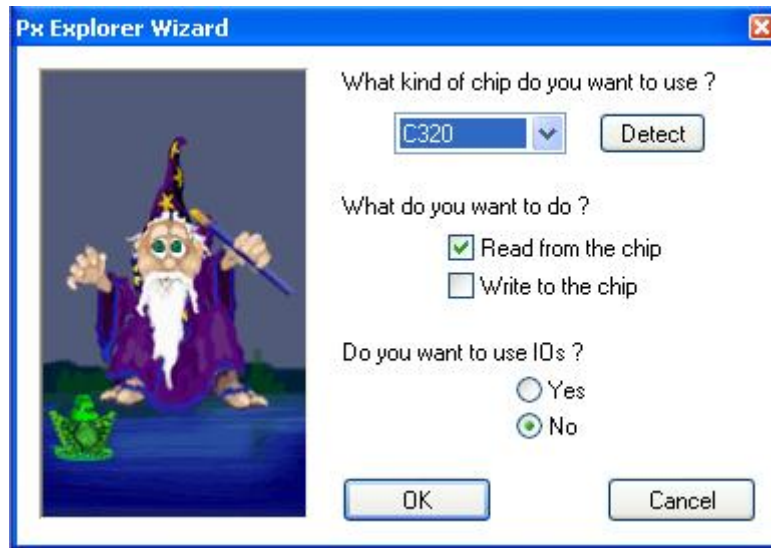 Px Explorer Wizard
What kind of chip do you want to use ?
C320
Detect
What do you want to do ?
Read from the chip
Write to the chip
Do you want to use IOs ?
Yes
No
OK
Cancel